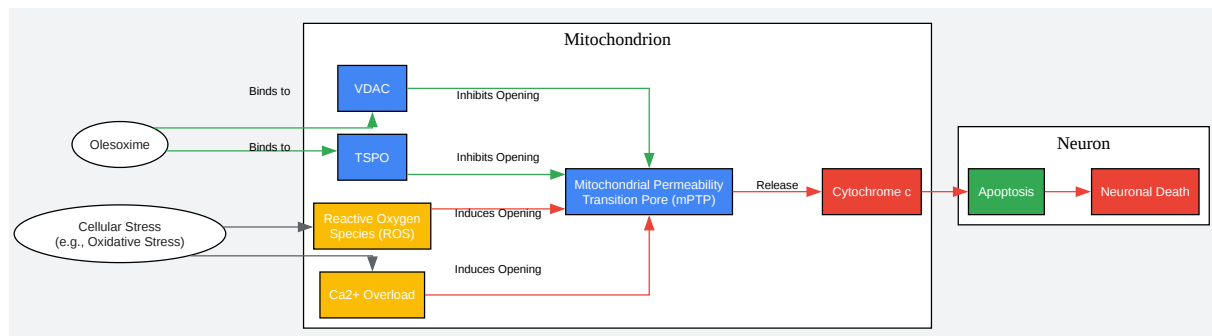 Mitochondrion
VDAC
Binds to
Inhibits Opening
Olesoxime
Binds to
TSPO
Inhibits Opening
Mitochondrial Permeability
Transition Pore (mPTP)
Release
Cytochrome c
Neuron
Apoptosis
Neuronal Death
Cellular Stress
(e.g., Oxidative Stress)
Reactive Oxygen
Species (ROS)
Induces Opening
Ca2+ Overload
Induces Opening